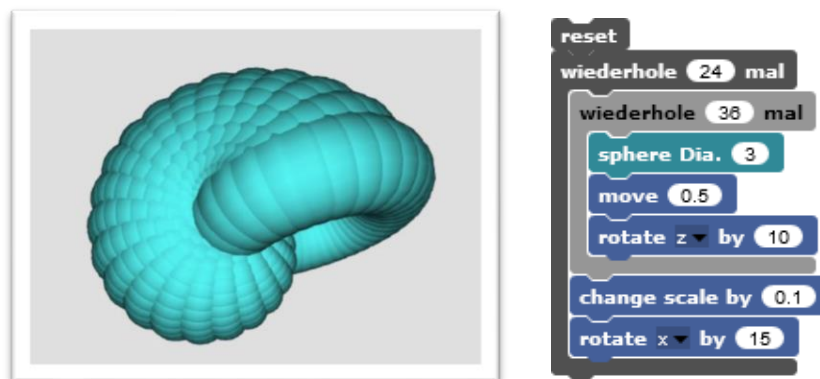 reset
wiederhole 24 mal
wiederhole 36 mal
sphere Dia. 3
move 0.5
rotate z by 10
change scale by 0.1
rotate x by 15